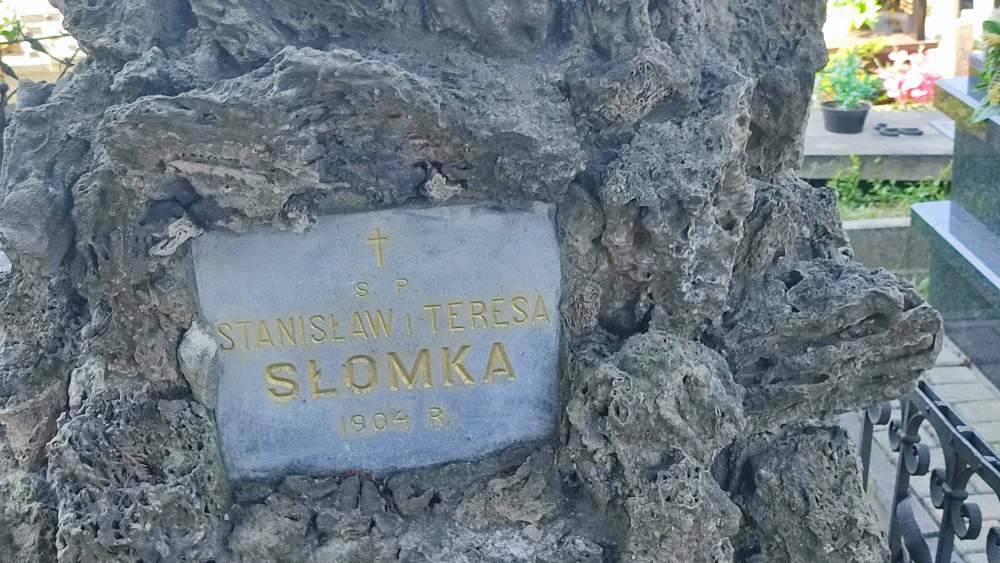 S. P.
STANISŁAW i TERESA
SŁOMKA
1904 R.